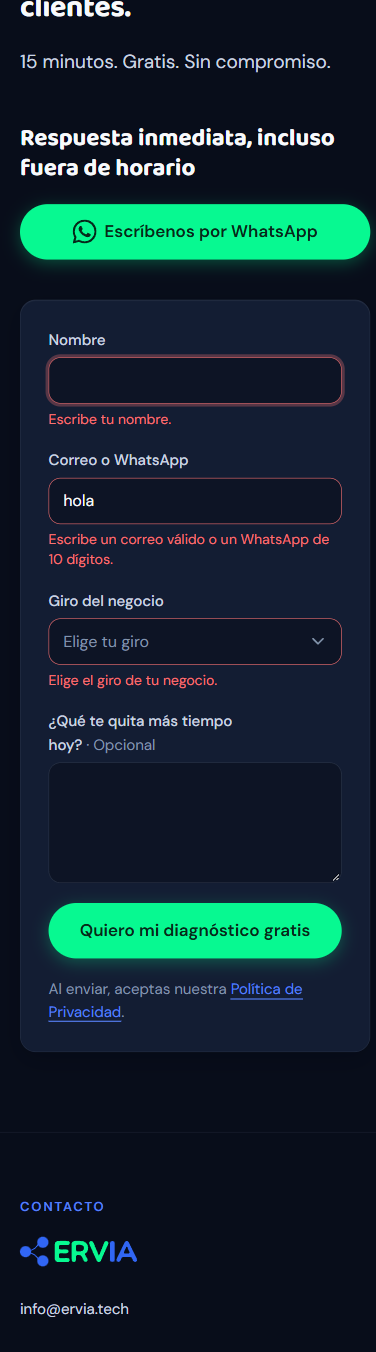 clientes.
15 minutos. Gratis. Sin compromiso.
Respuesta inmediata, incluso
fuera de horario
Escríbenos por WhatsApp
Nombre
Escribe tu nombre.
Correo o WhatsApp
hola
Escribe un correo válido o un WhatsApp de
10 dígitos.
Giro del negocio
Elige tu giro
Elige el giro de tu negocio.
¿Qué te quita más tiempo
hoy? · Opcional
Quiero mi diagnóstico gratis
Al enviar, aceptas nuestra Política de
Privacidad.
CONTACTO
ERVIA
info@ervia.tech